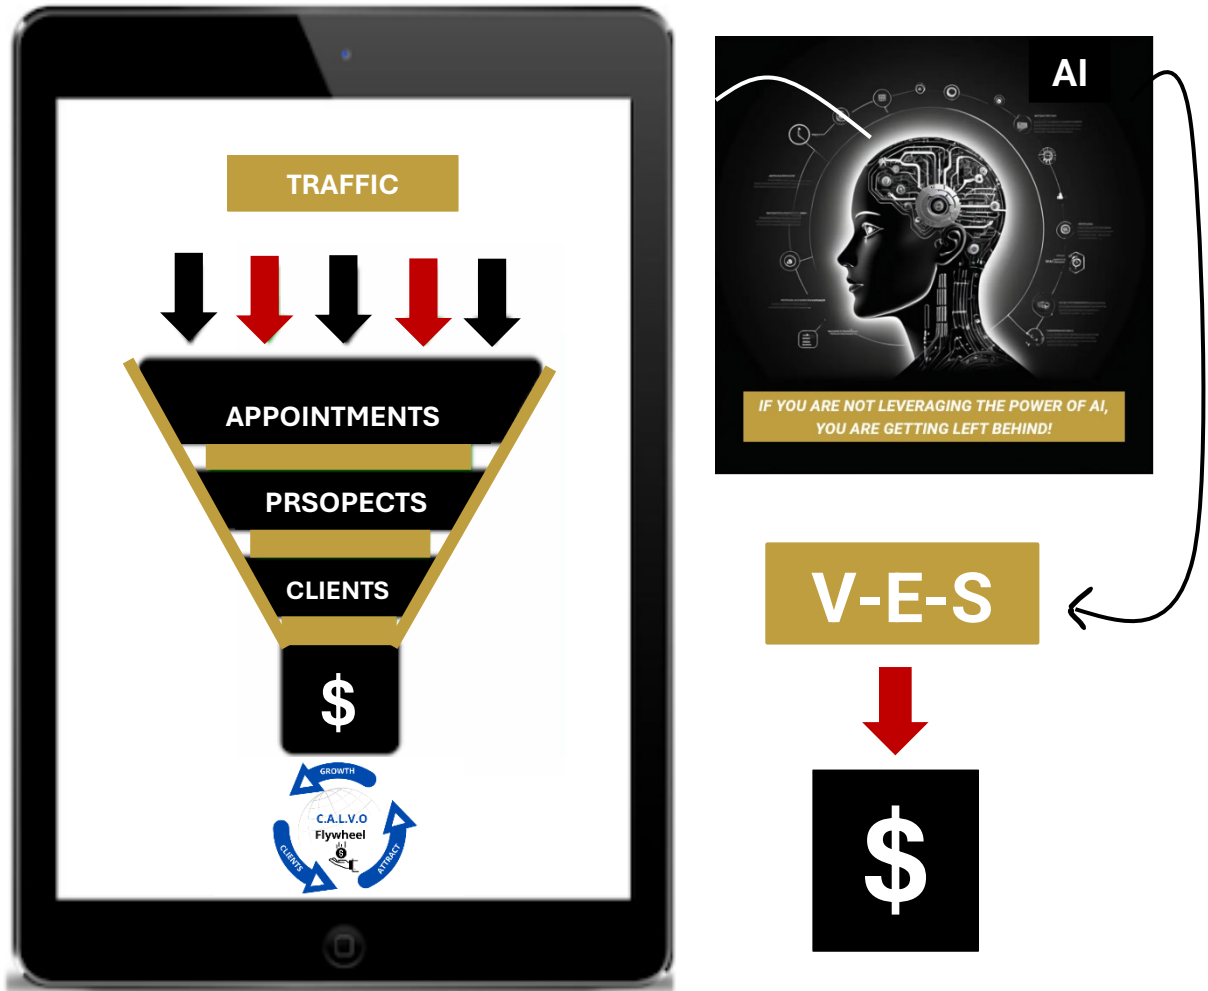 TRAFFIC
APPOINTMENTS
PRSOPECTS
CLIENTS
$
GROWTH
C.A.L.V.O
Flywheel
$
CLIENTS
ATTRACT
AI
IF YOU ARE NOT LEVERAGING THE POWER OF AI,
YOU ARE GETTING LEFT BEHIND!
V-E-S
$